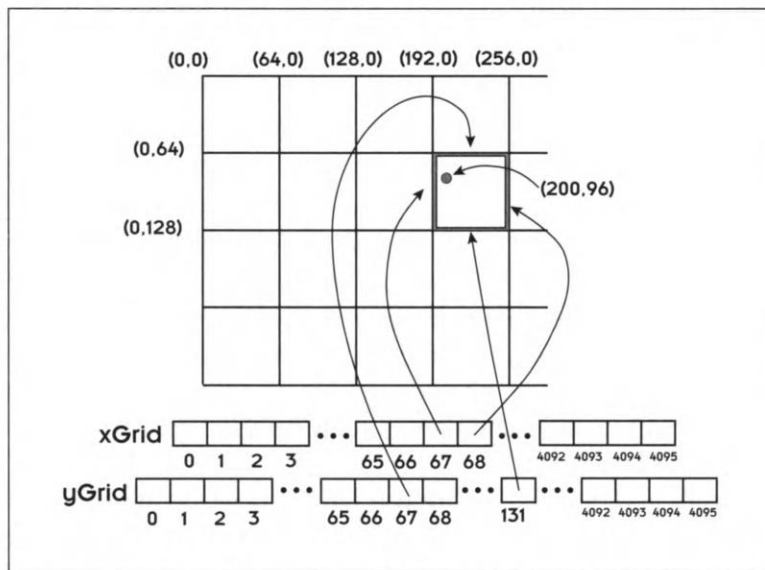 (0,0) (64,0) (128,0) (192,0) (256,0)
(0,64)
(200,96)
(0,128)
xGrid
0 1 2 3 65 66 67 68 4092 4093 4094 4095
yGrid
0 1 2 3 65 66 67 68 131 4092 4093 4094 4095